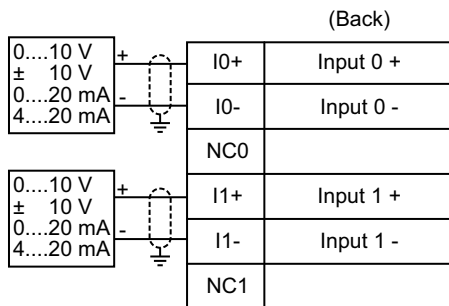 (Back)
0....10 V
± 10 V
0....20 mA
4....20 mA
+
-
I0+ Input 0 +
I0- Input 0 -
NC0
0....10 V
± 10 V
0....20 mA
4....20 mA
+
-
I1+ Input 1 +
I1- Input 1 -
NC1